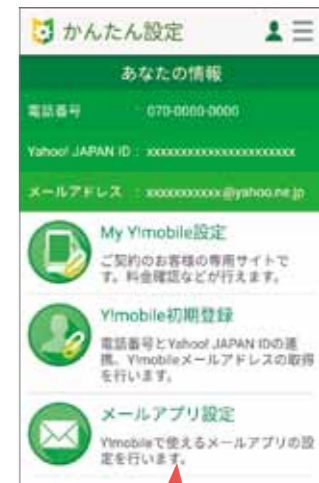 かんたん設定
あなたの情報
電話番号 : 070-0000-0000
Yahoo! JAPAN ID : xxxxxxxxxxxxxxxxxxxxxxx
メールアドレス : xxxxxxxxxxx@yahoo.ne.jp
My Y!mobile設定
ご契約のお客様の専用サイトで
す。料金確認などが行えます。
Y!mobile初期登録
電話番号とYahoo! JAPAN IDの連
携、Y!mobileメールアドレスの取得
を行います。
メールアプリ設定
Y!mobileで使えるメールアプリの設
定を行います。